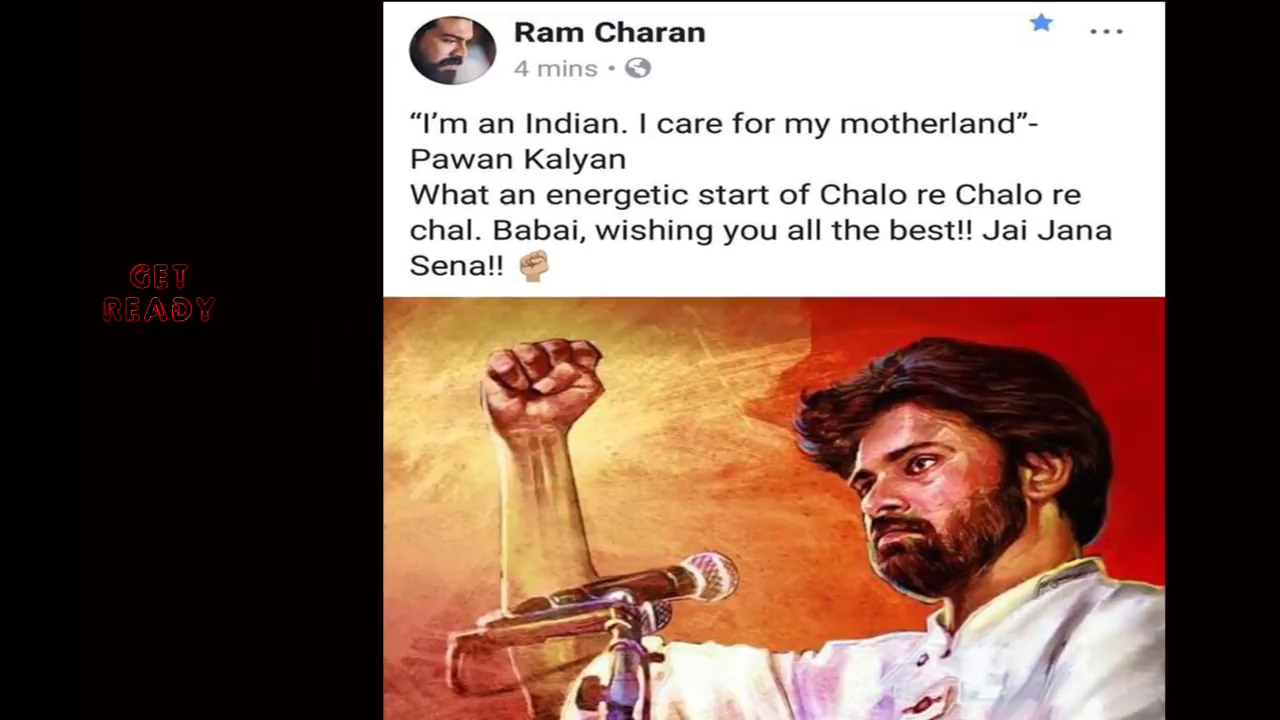 GET
READY
Ram Charan
4 mins •
“I’m an Indian. I care for my motherland”-
Pawan Kalyan
What an energetic start of Chalo re Chalo re
chal. Babai, wishing you all the best!! Jai Jana
Sena!! ✊🏼